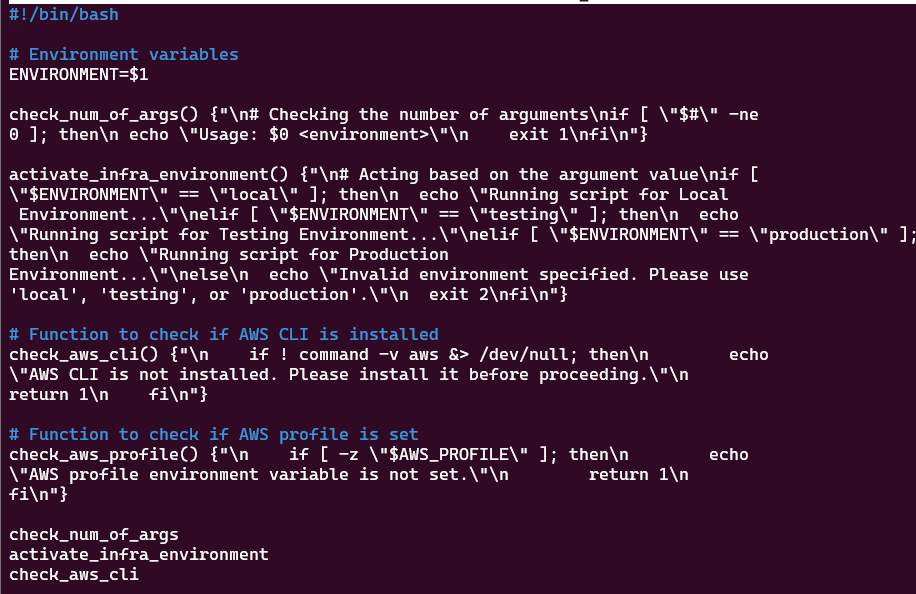 #!/bin/bash
# Environment variables
ENVIRONMENT=$1
check_num_of_args() {"\n# Checking the number of arguments\nif [ \"$#\" -ne
0 ]; then\n echo \"Usage: $0 <environment>\"\n    exit 1\nfi\n"}
activate_infra_environment() {"\n# Acting based on the argument value\nif [
\"$ENVIRONMENT\" == \"local\" ]; then\n  echo \"Running script for Local
 Environment...\"\nelif [ \"$ENVIRONMENT\" == \"testing\" ]; then\n  echo
\"Running script for Testing Environment...\"\nelif [ \"$ENVIRONMENT\" == \"production\" ];
then\n  echo \"Running script for Production
Environment...\"\nelse\n  echo \"Invalid environment specified. Please use
'local', 'testing', or 'production'.\"\n  exit 2\nfi\n"}
# Function to check if AWS CLI is installed
check_aws_cli() {"\n    if ! command -v aws &> /dev/null; then\n        echo
\"AWS CLI is not installed. Please install it before proceeding.\"\n
return 1\n    fi\n"}
# Function to check if AWS profile is set
check_aws_profile() {"\n    if [ -z \"$AWS_PROFILE\" ]; then\n        echo
\"AWS profile environment variable is not set.\"\n        return 1\n
fi\n"}
check_num_of_args
activate_infra_environment
check_aws_cli